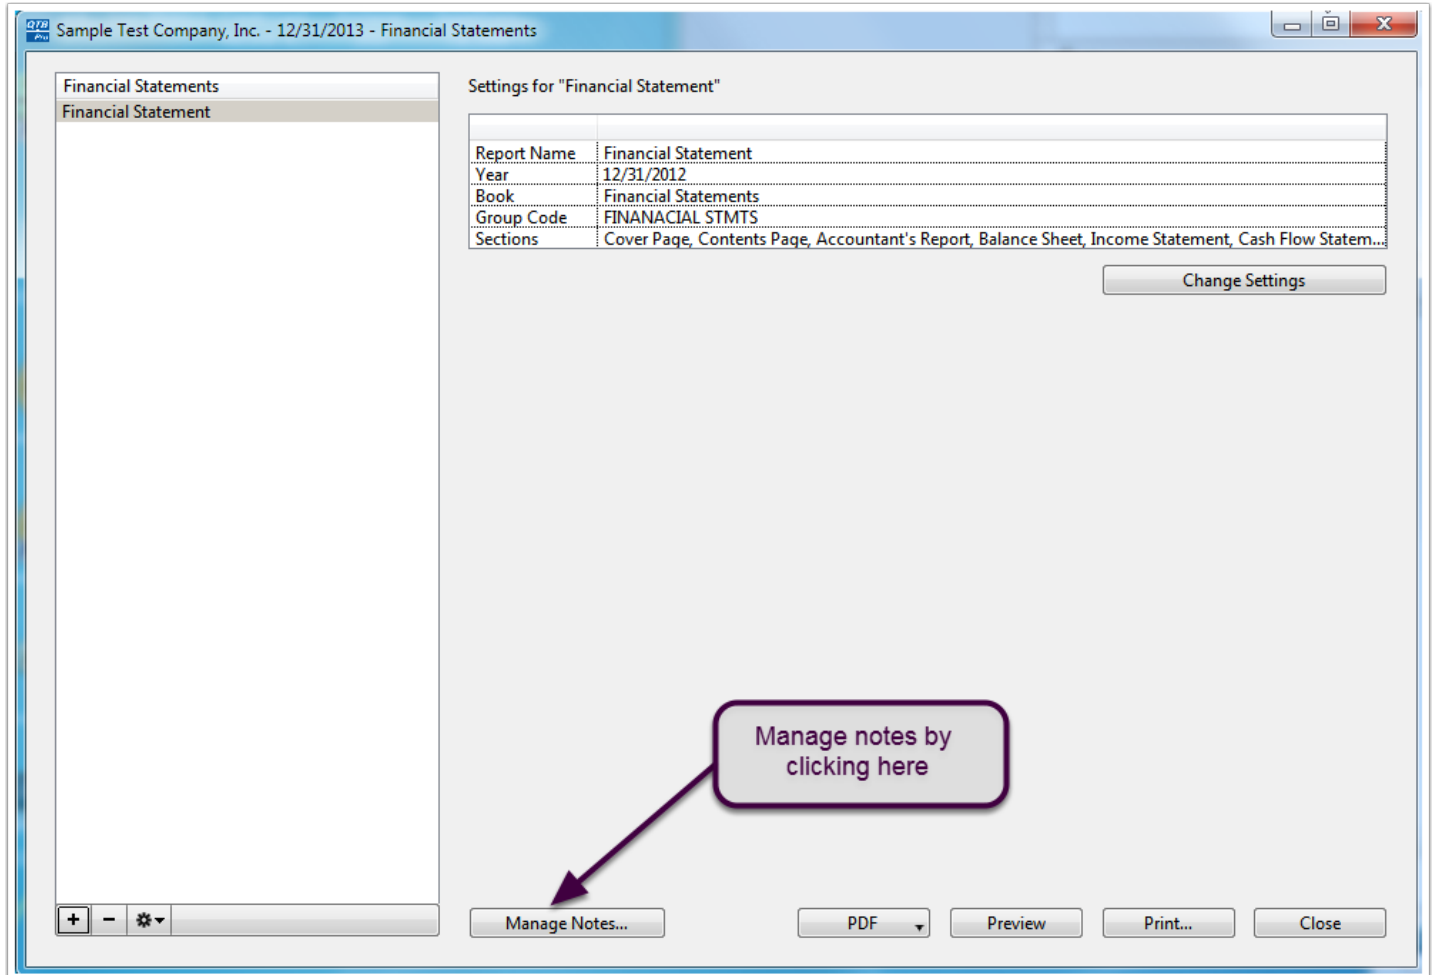 QTB
Pro
Sample Test Company, Inc. - 12/31/2013 - Financial Statements
Financial Statements
Financial Statement
Settings for "Financial Statement"
Report Name Financial Statement
Year 12/31/2012
Book Financial Statements
Group Code FINANACIAL STMTS
Sections Cover Page, Contents Page, Accountant's Report, Balance Sheet, Income Statement, Cash Flow Statem...
Change Settings
Manage notes by
clicking here
Manage Notes...
PDF
Preview
Print...
Close